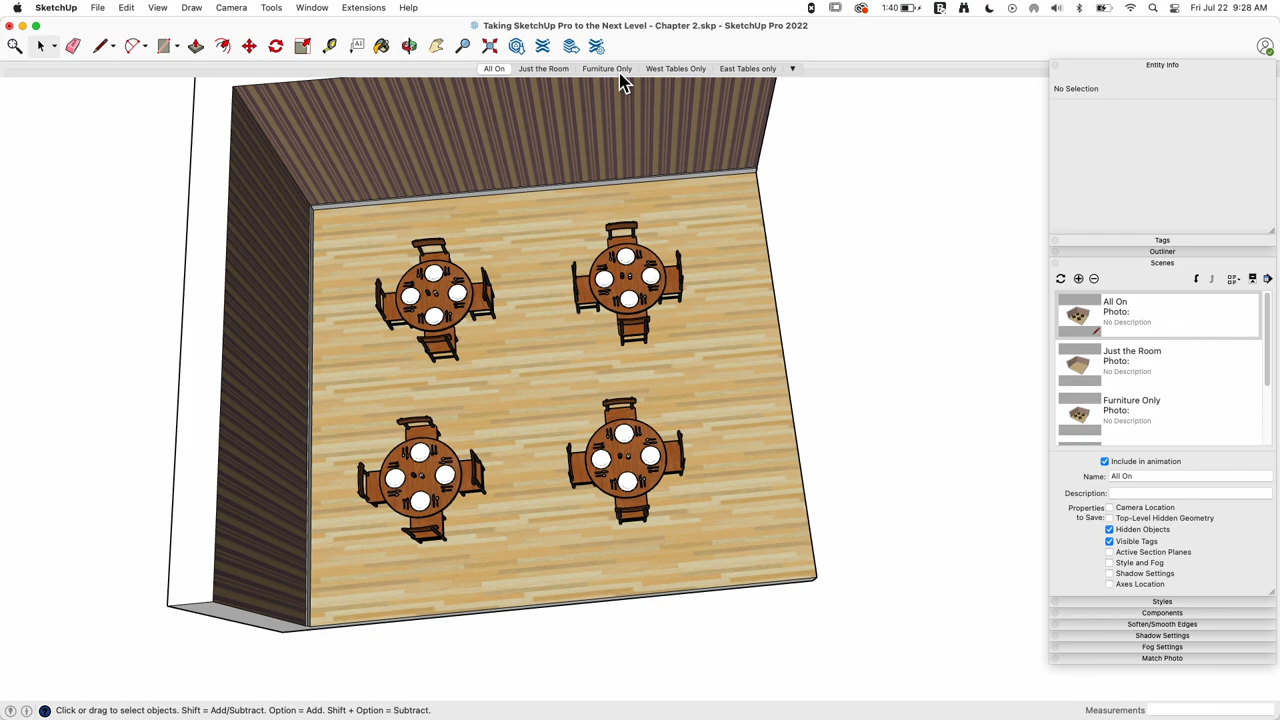 SketchUp File Edit View Draw Camera Tools Window Extensions Help 1:40 Fri Jul 22 9:28 AM
Taking SketchUp Pro to the Next Level - Chapter 2.skp - SketchUp Pro 2022
All On Just the Room Furniture Only West Tables Only East Tables only
Entity Info
No Selection
Tags
Outliner
Scenes
All On
Photo:
No Description
Just the Room
Photo:
No Description
Furniture Only
Photo:
No Description
Include in animation
Name: All On
Description:
Properties to Save:
Camera Location
Top-Level Hidden Geometry
Hidden Objects
Visible Tags
Active Section Planes
Style and Fog
Shadow Settings
Axes Location
Styles
Components
Soften/Smooth Edges
Shadow Settings
Fog Settings
Match Photo
Click or drag to select objects. Shift = Add/Subtract. Option = Add. Shift + Option = Subtract. Measurements